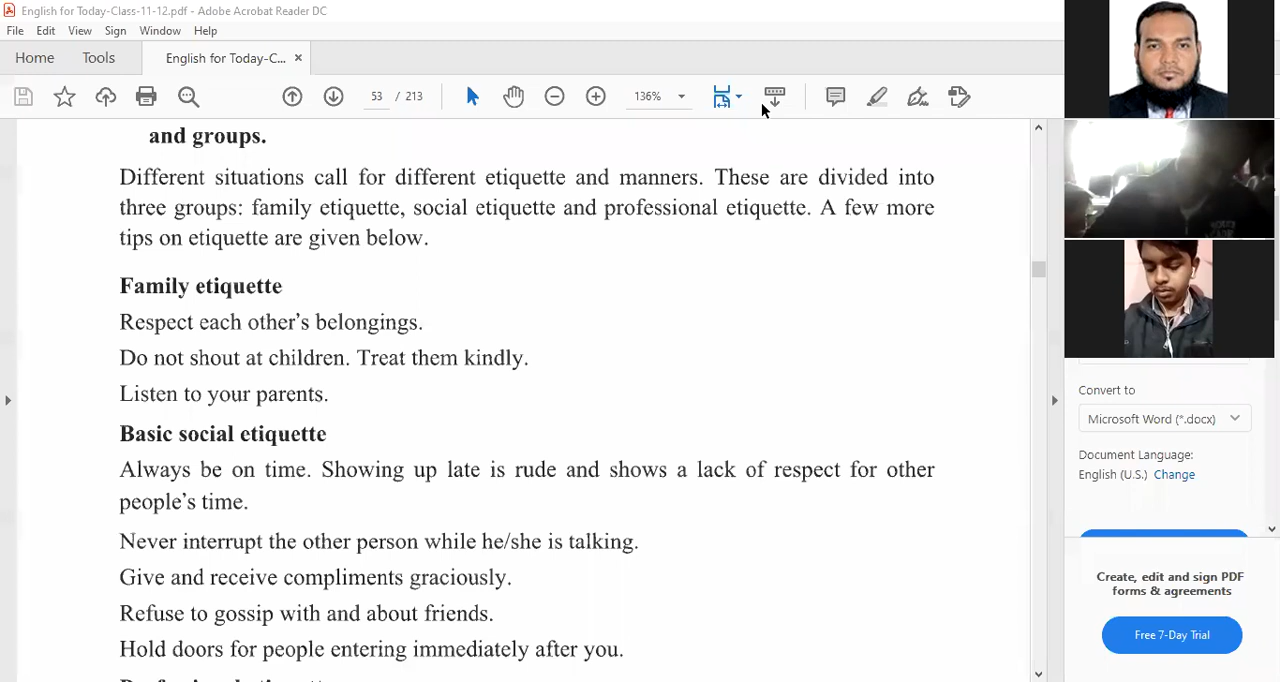 English for Today-Class-11-12.pdf - Adobe Acrobat Reader DC
File Edit View Sign Window Help
Home Tools English for Today-C... ×
53 / 213 136%
and groups.
Different situations call for different etiquette and manners. These are divided into
three groups: family etiquette, social etiquette and professional etiquette. A few more
tips on etiquette are given below.
Family etiquette
Respect each other's belongings.
Do not shout at children. Treat them kindly.
Listen to your parents.
Basic social etiquette
Always be on time. Showing up late is rude and shows a lack of respect for other
people's time.
Never interrupt the other person while he/she is talking.
Give and receive compliments graciously.
Refuse to gossip with and about friends.
Hold doors for people entering immediately after you.
Convert to
Microsoft Word (*.docx)
Document Language:
English (U.S.) Change
Create, edit and sign PDF
forms & agreements
Free 7-Day Trial